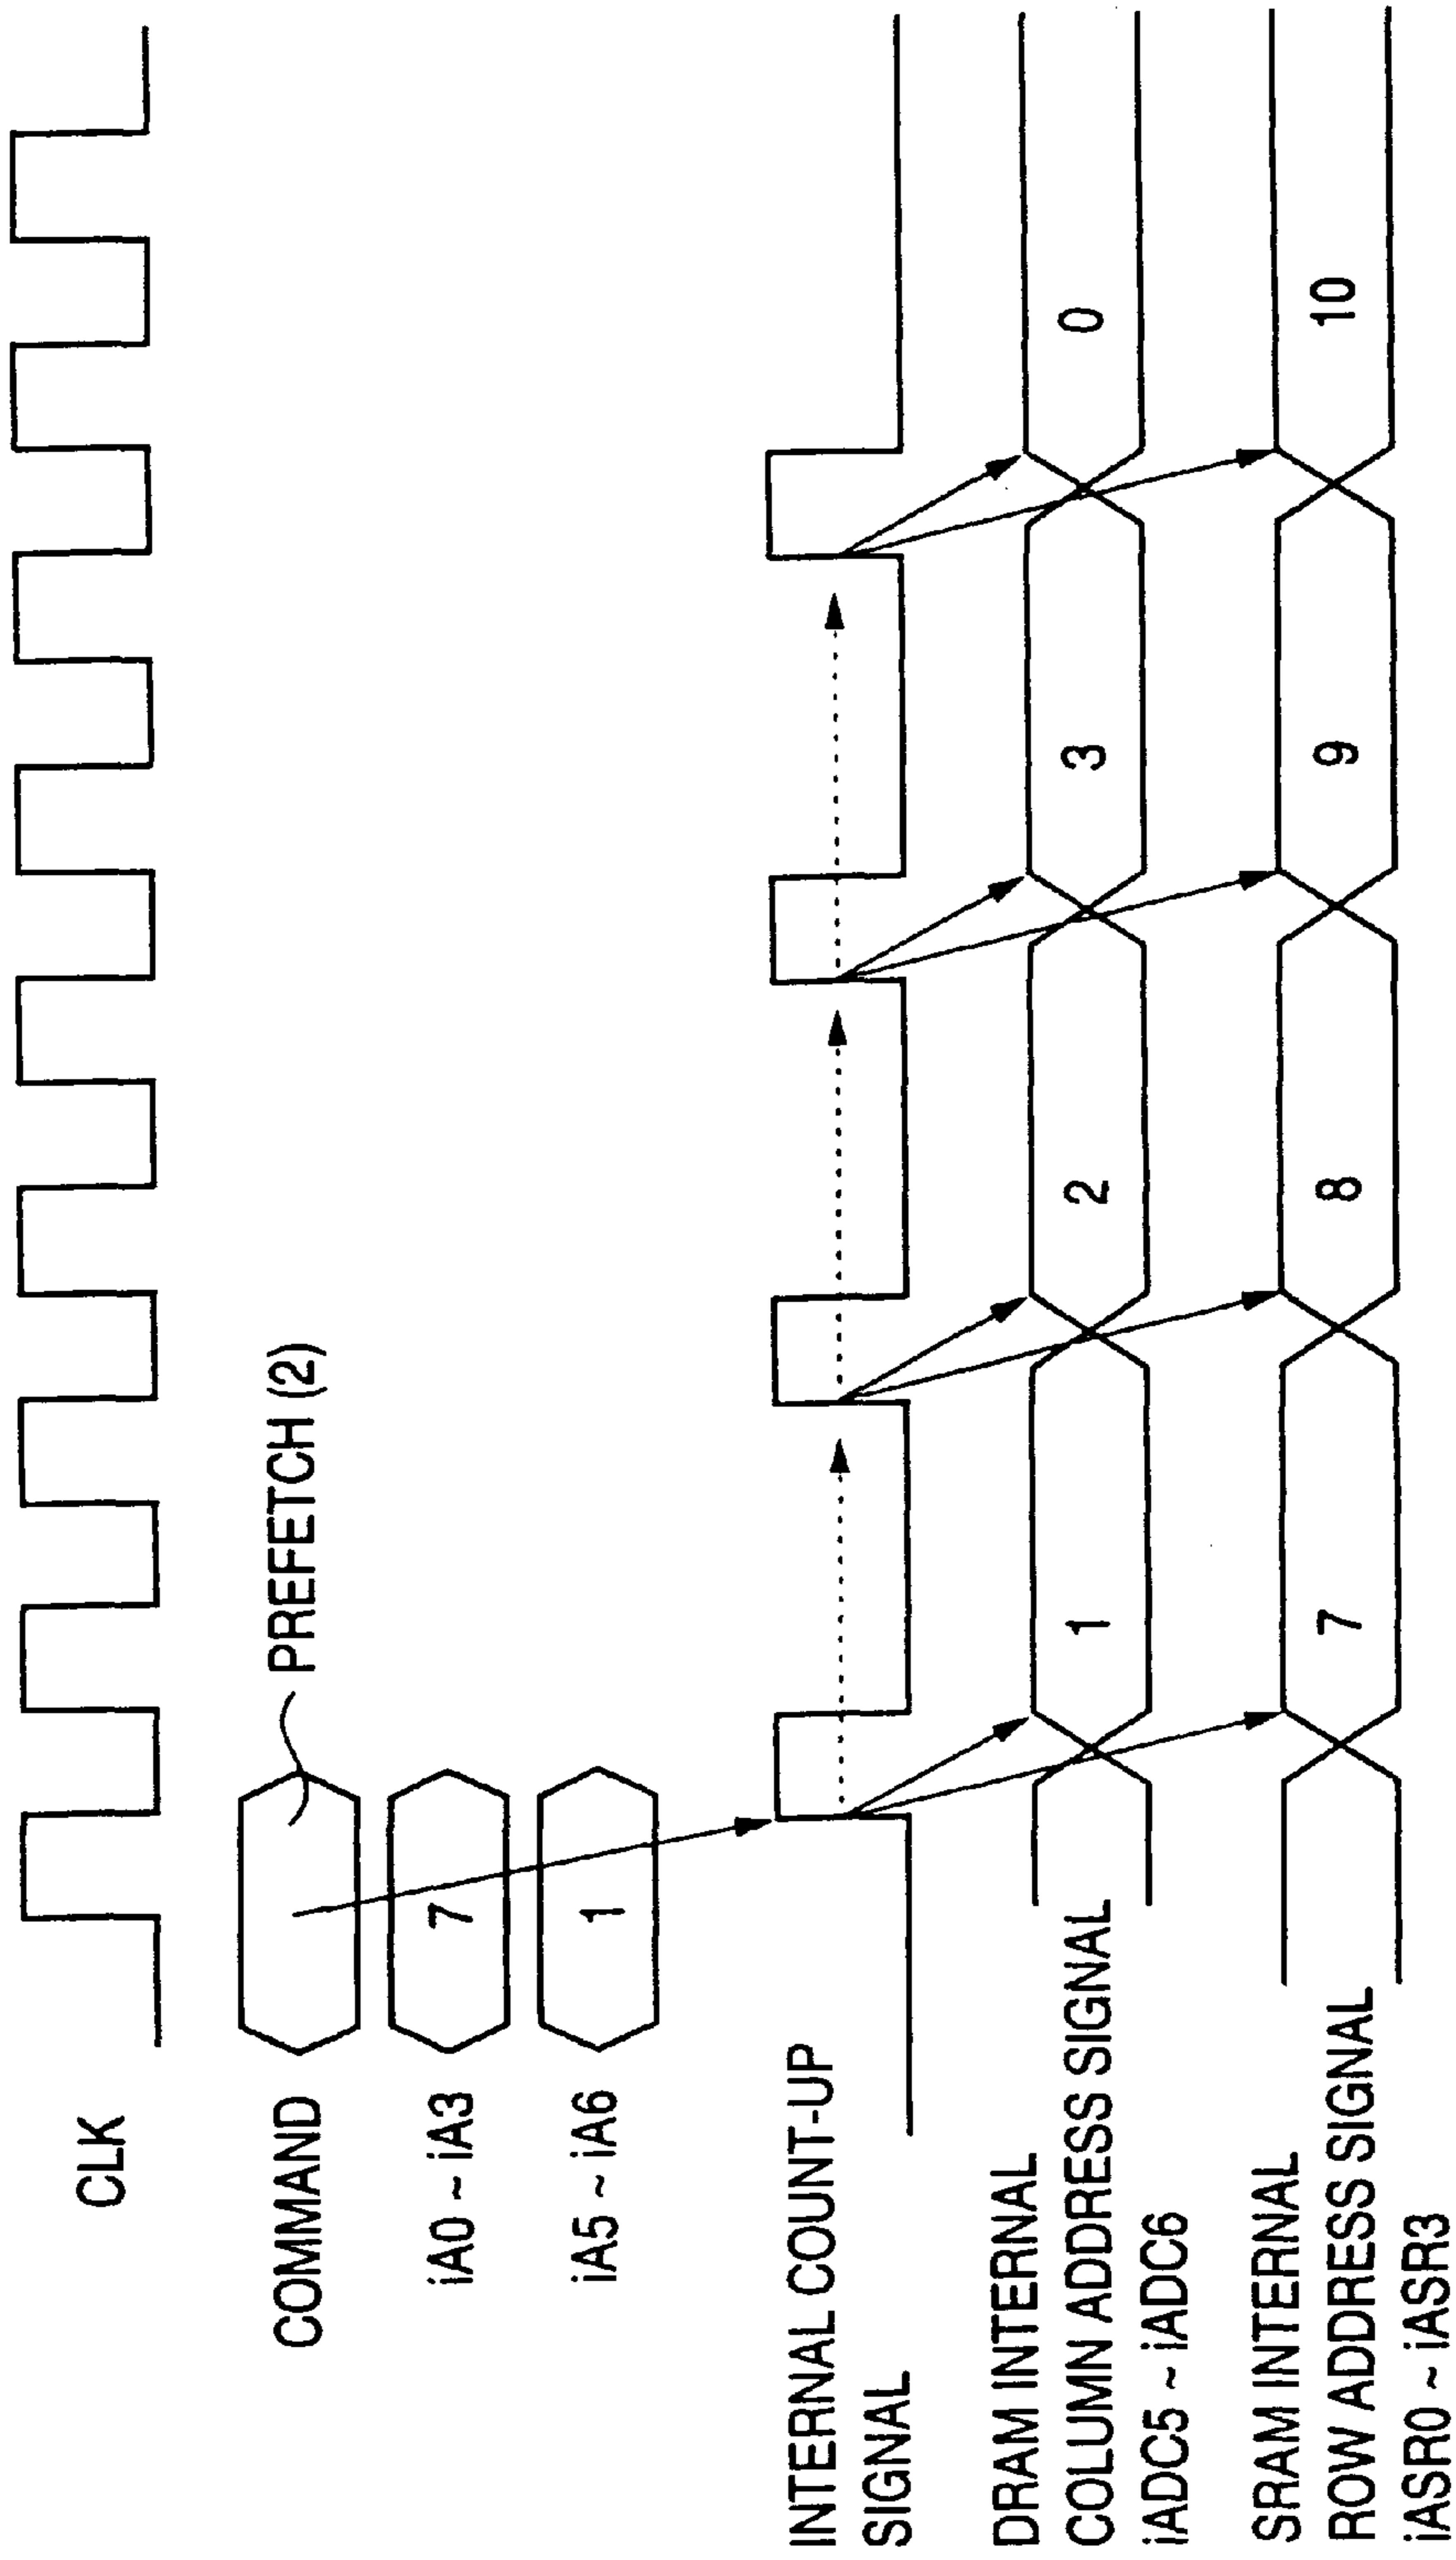 CLK
COMMAND
PREFETCH (2)
iA0 ~ iA3
7
iA5 ~ iA6
1
INTERNAL COUNT-UP
SIGNAL
DRAM INTERNAL
COLUMN ADDRESS SIGNAL
iADC5 ~ iADC6
1 2 3 0
SRAM INTERNAL
ROW ADDRESS SIGNAL
iASR0 ~ iASR3
7 8 9 10